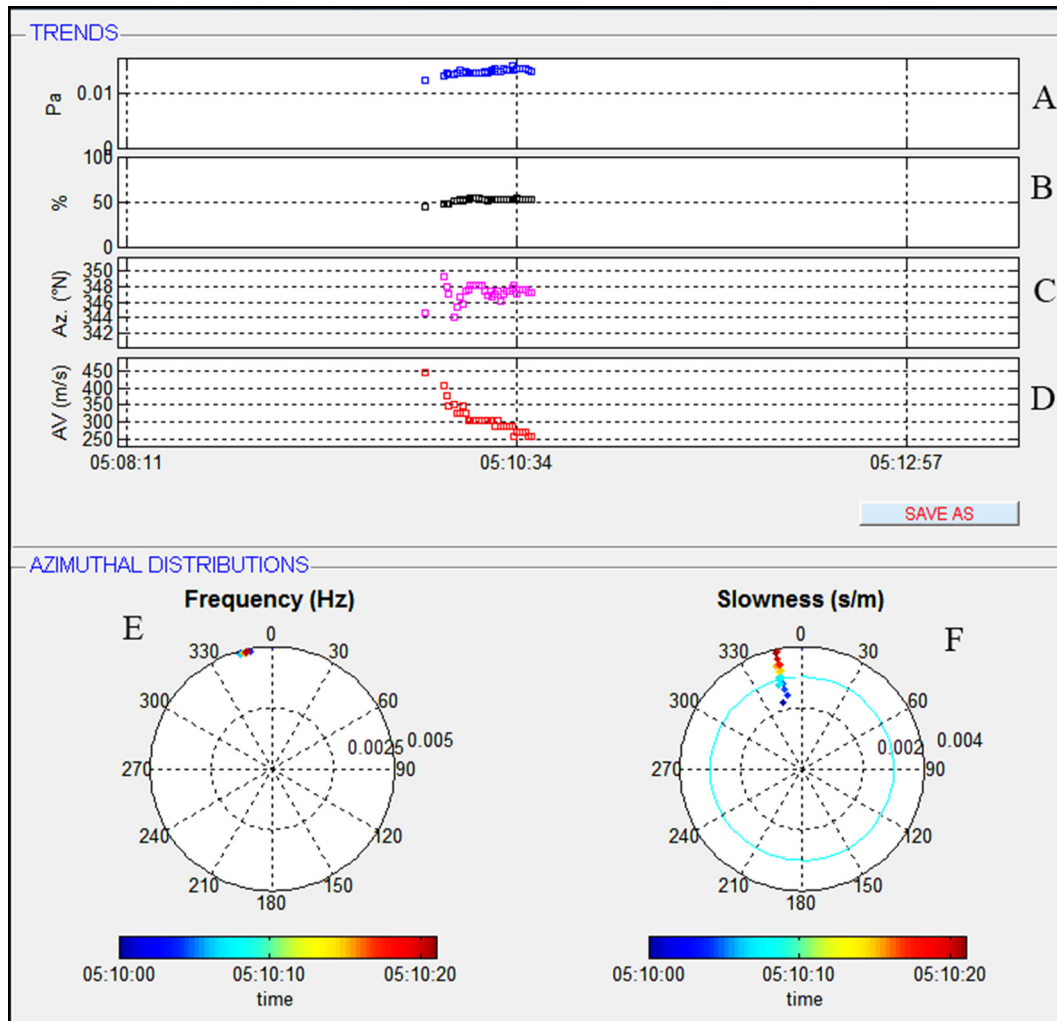 TRENDS
Pa
0.01
0
A
%
100
50
0
B
Az. (°N)
350
348
346
344
342
C
AV (m/s)
450
400
350
300
250
D
05:08:11 05:10:34 05:12:57
SAVE AS
AZIMUTHAL DISTRIBUTIONS
E
Frequency (Hz)
0
330 30
300 60
0.0025 0.005
270 90
240 120
210 150
180
05:10:00 05:10:10 05:10:20
time
Slowness (s/m)
F
0
330 30
300 60
0.002 0.004
270 90
240 120
210 150
180
05:10:00 05:10:10 05:10:20
time